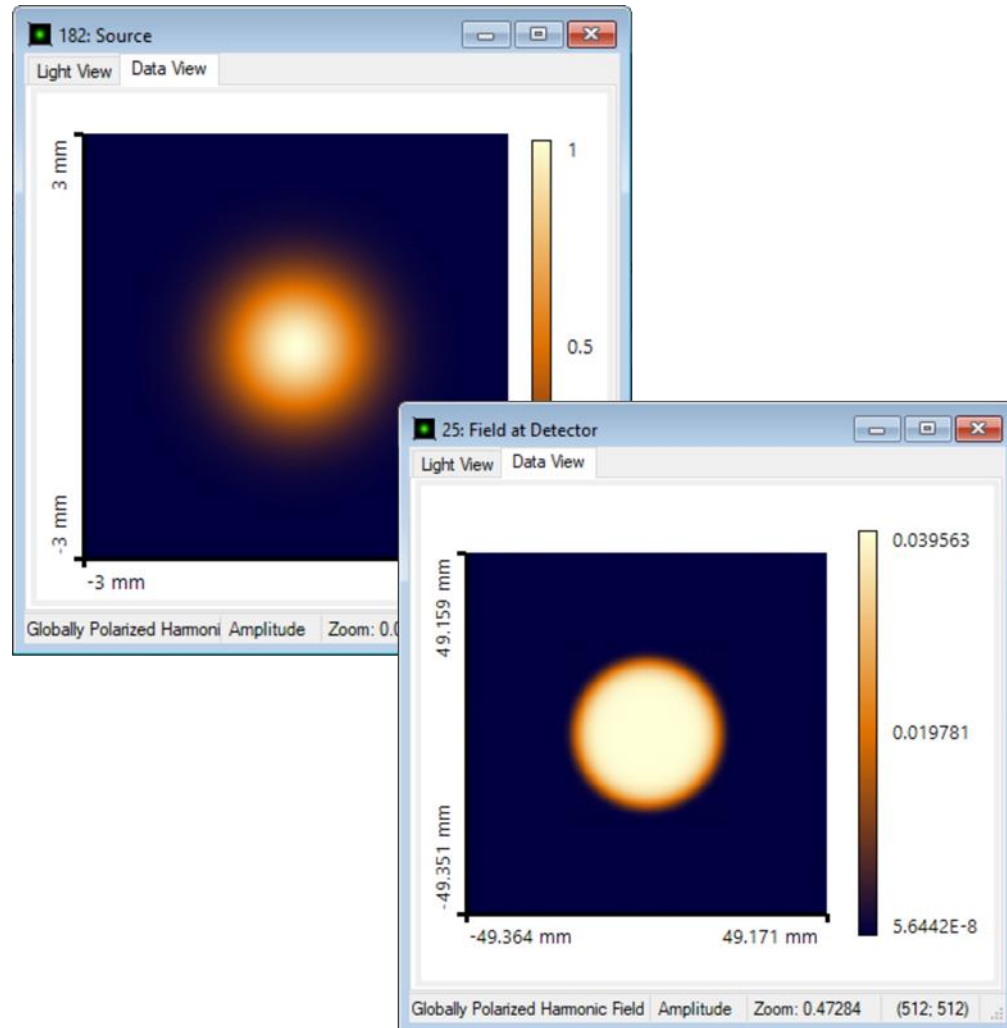 182: Source
Light View Data View
3 mm
-3 mm
-3 mm
1
0.5
Globally Polarized Harmoni Amplitude Zoom: 0.0
25: Field at Detector
Light View Data View
49.159 mm
-49.351 mm
-49.364 mm 49.171 mm
0.039563
0.019781
5.6442E-8
Globally Polarized Harmonic Field Amplitude Zoom: 0.47284 (512; 512)